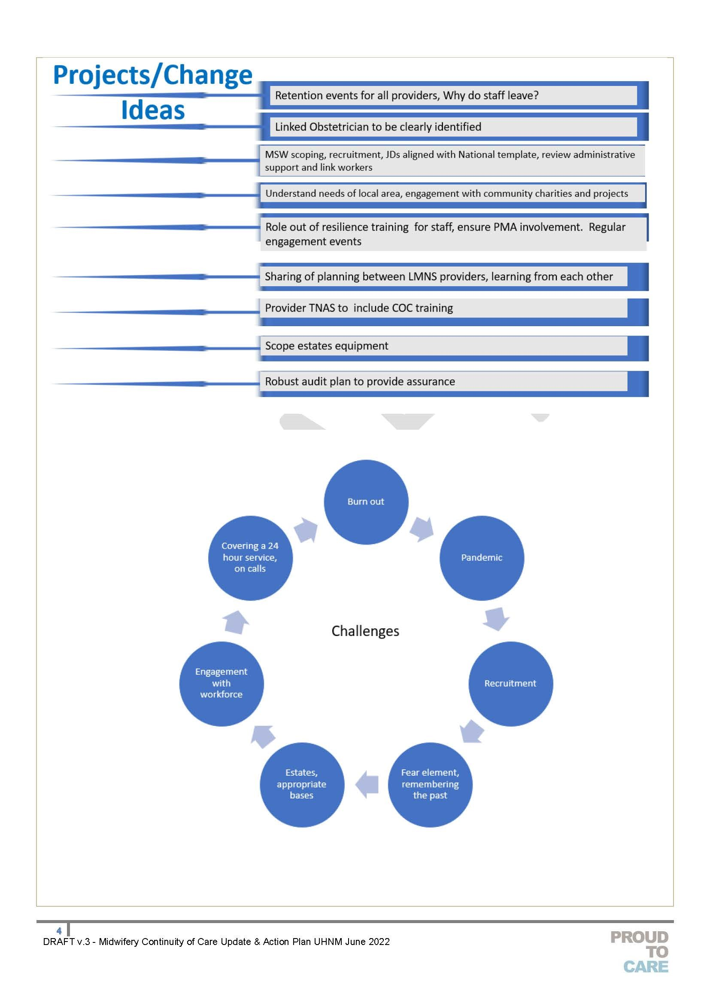 Projects/Change
Ideas
Retention events for all providers, Why do staff leave?
Linked Obstetrician to be clearly identified
MSW scoping, recruitment, JDs aligned with National template, review administrative
support and link workers
Understand needs of local area, engagement with community charities and projects
Role out of resilience training for staff, ensure PMA involvement. Regular
engagement events
Sharing of planning between LMNS providers, learning from each other
Provider TNAS to include COC training
Scope estates equipment
Robust audit plan to provide assurance
Burn out
Pandemic
Recruitment
Fear element,
remembering
the past
Estates,
appropriate
bases
Engagement
with
workforce
Covering a 24
hour service,
on calls
Challenges
4
DRAFT v.3 - Midwifery Continuity of Care Update & Action Plan UHNM June 2022
PROUD
TO
CARE